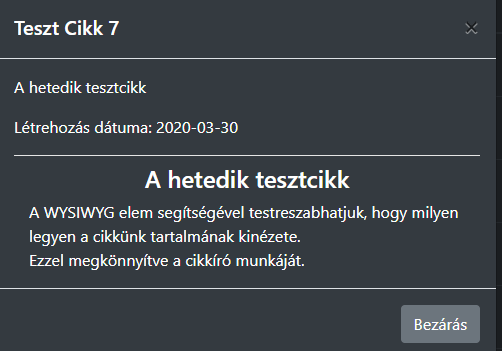 Teszt Cikk 7
×
A hetedik tesztcikk
Létrehozás dátuma: 2020-03-30
A hetedik tesztcikk
A WYSIWYG elem segítségével testreszabhatjuk, hogy milyen
legyen a cikkünk tartalmának kinézete.
Ezzel megkönnyítve a cikkíró munkáját.
Bezárás